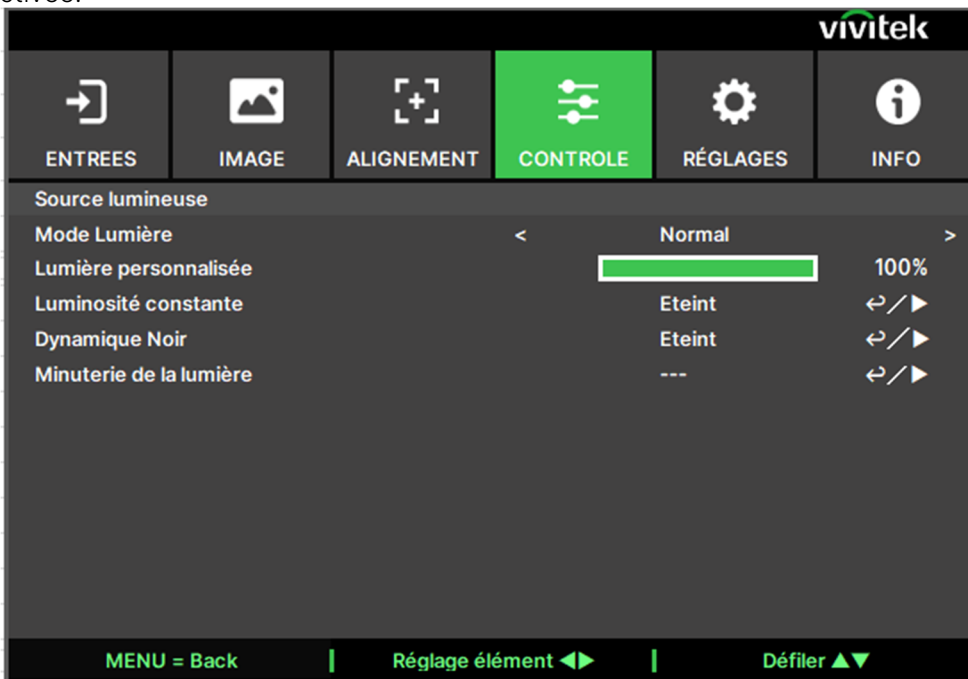 vivitek
ENTREES IMAGE ALIGNEMENT CONTROLE RÉGLAGES INFO
Source lumineuse
Mode Lumière < Normal >
Lumière personnalisée 100%
Luminosité constante Eteint ↩/▶
Dynamique Noir Eteint ↩/▶
Minuterie de la lumière --- ↩/▶
MENU = Back | Réglage élément ◀▶ | Défiler ▲▼